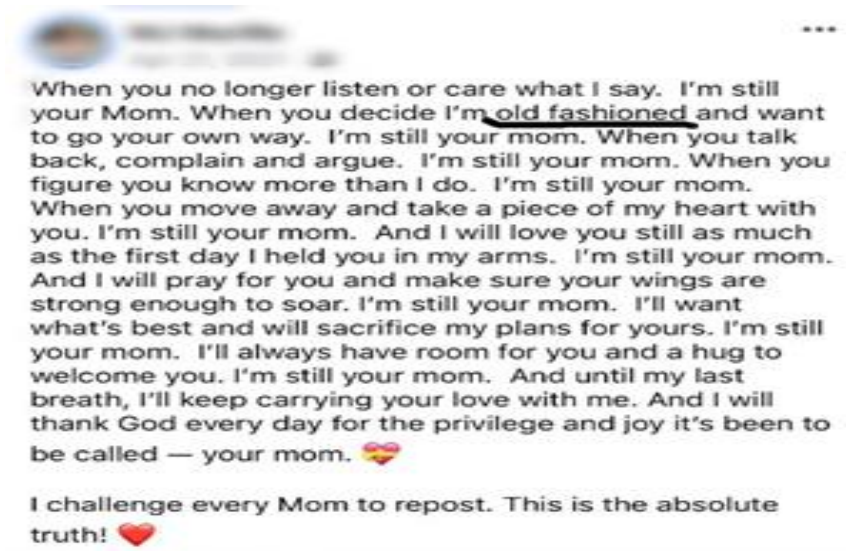 When you no longer listen or care what I say.  I'm still
your Mom. When you decide I'm old fashioned and want
to go your own way.  I'm still your mom. When you talk
back, complain and argue.  I'm still your mom. When you
figure you know more than I do.  I'm still your mom.
When you move away and take a piece of my heart with
you. I'm still your mom.  And I will love you still as much
as the first day I held you in my arms.  I'm still your mom.
And I will pray for you and make sure your wings are
strong enough to soar. I'm still your mom.  I'll want
what's best and will sacrifice my plans for yours. I'm still
your mom.  I'll always have room for you and a hug to
welcome you. I'm still your mom.  And until my last
breath, I'll keep carrying your love with me. And I will
thank God every day for the privilege and joy it's been to
be called — your mom. 💝
I challenge every Mom to repost. This is the absolute
truth! ❤️